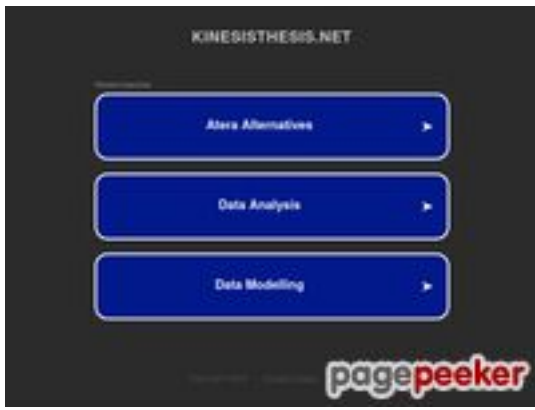 KINESISTHESIS.NET
Atera Alternatives
Data Analysis
Data Modelling
pagepeeker